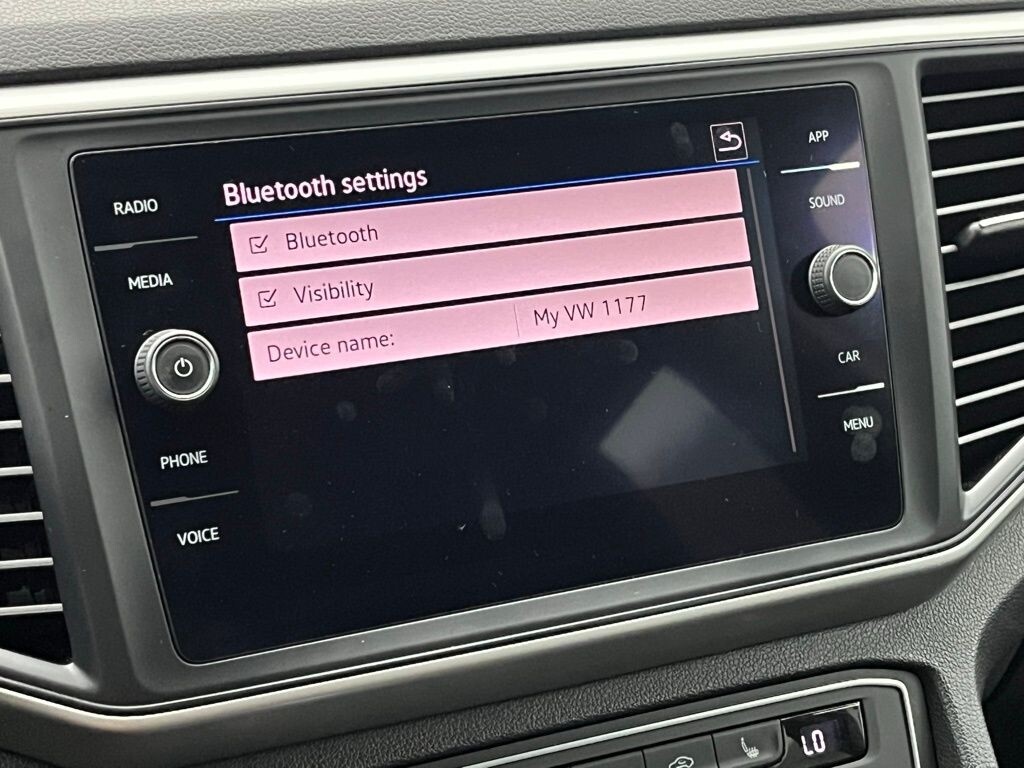 RADIO
MEDIA
PHONE
VOICE
Bluetooth settings
Bluetooth
Visibility
Device name: My VW 1177
APP
SOUND
CAR
MENU
LO